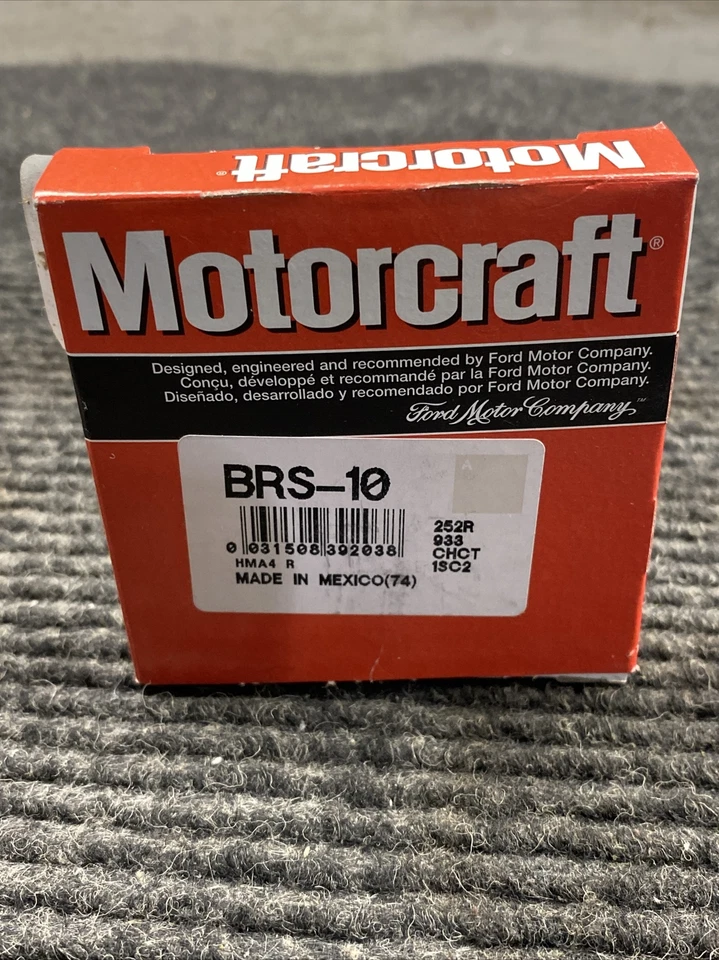 Motorcraft®
Motorcraft®
Designed, engineered and recommended by Ford Motor Company.
Conçu, développé et recommandé par la Ford Motor Company.
Diseñado, desarrollado y recomendado por Ford Motor Company.
Ford Motor Company™
BRS-10
A
0 031508 392038
252R
933
CHCT
1SC2
HMA4 R
MADE IN MEXICO(74)